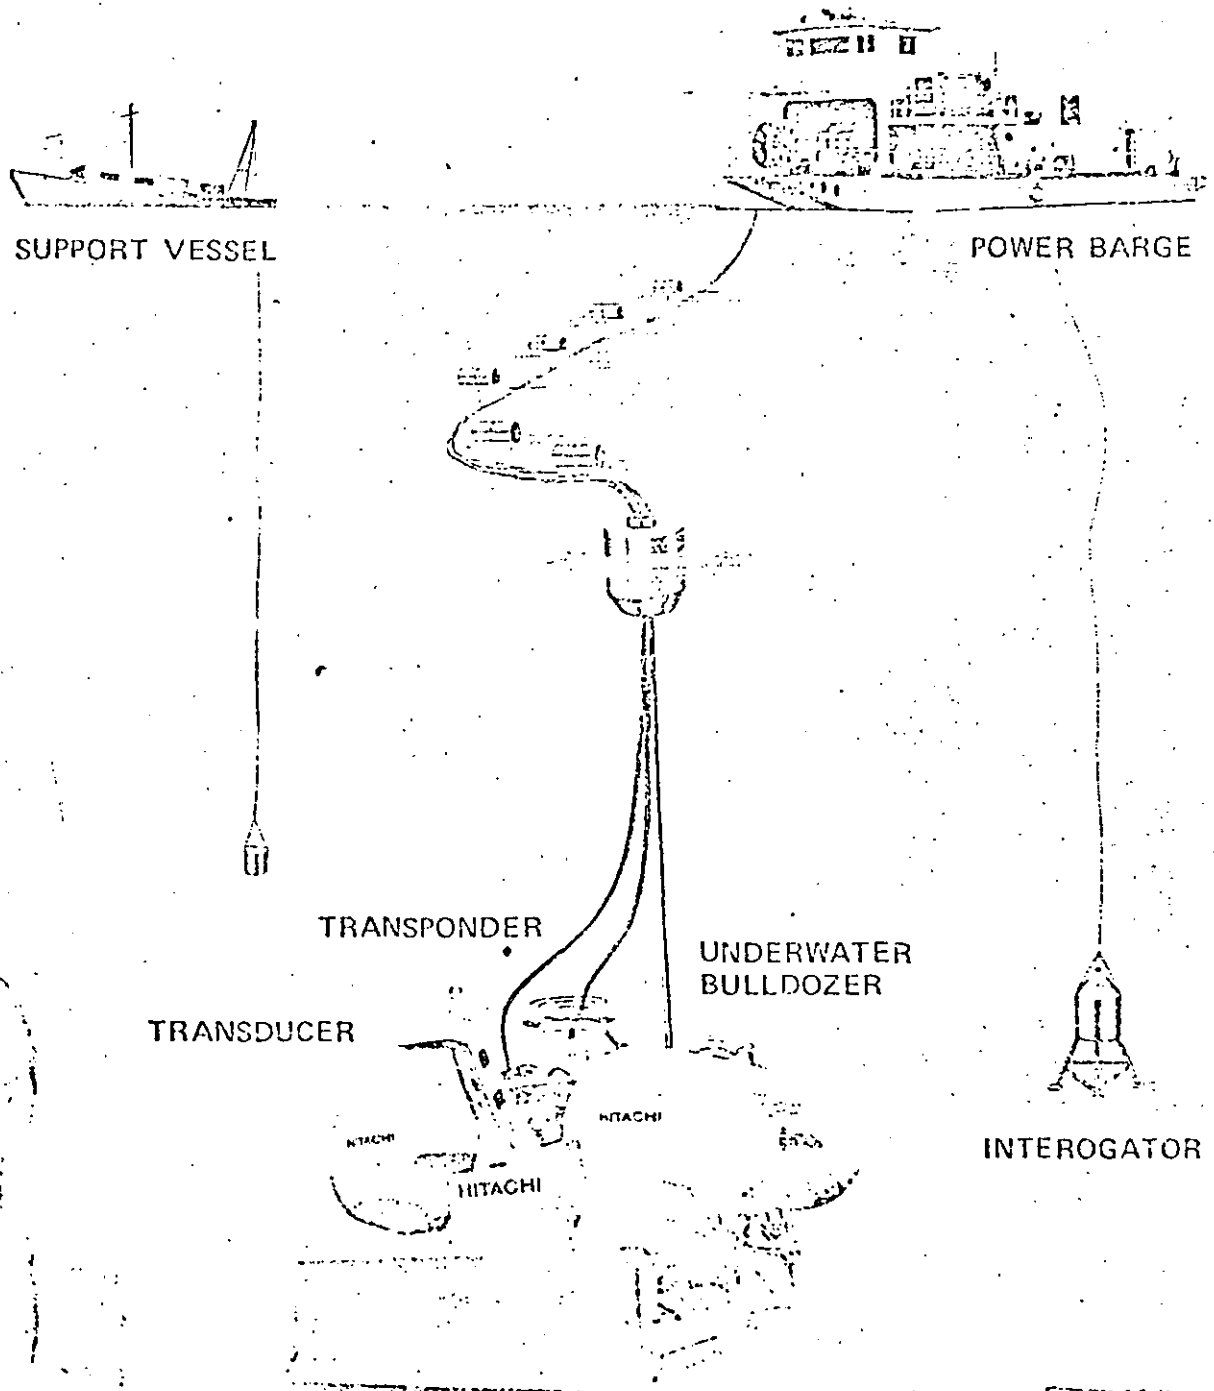 SUPPORT VESSEL
POWER BARGE
TRANSPONDER
UNDERWATER
BULLDOZER
TRANSDUCER
HITACHI
HITACHI
HITACHI
INTEROGATOR